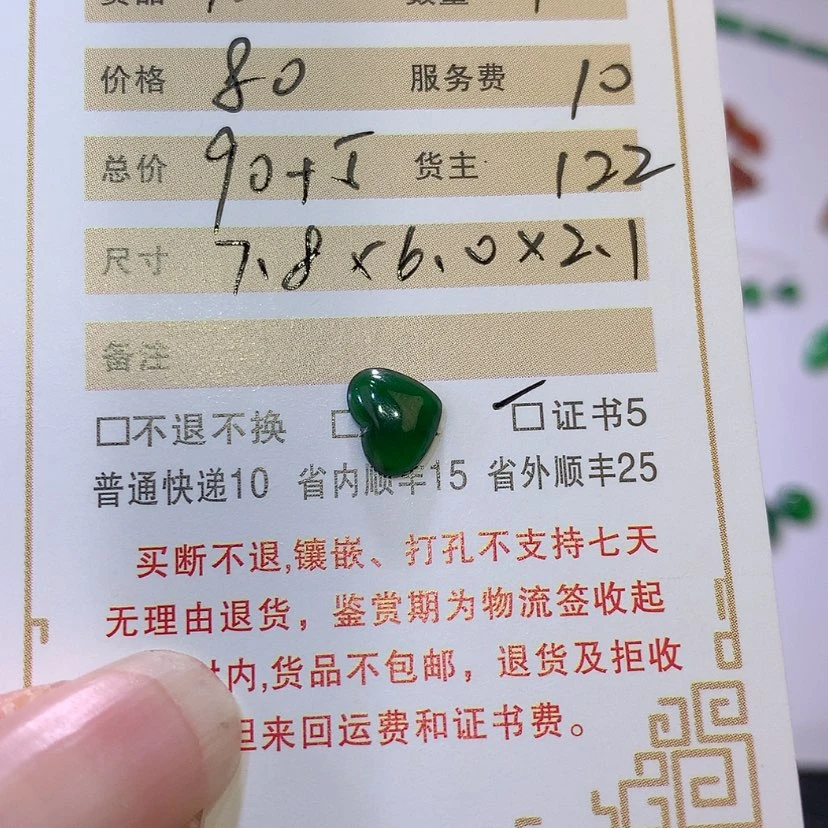 价格 80 服务费 10
总价 90+5 货主 122
尺寸 7.8×6.0×2.1
备注
□不退不换 □ □证书5
普通快递10 省内顺丰15 省外顺丰25
买断不退,镶嵌、打孔不支持七天
无理由退货，鉴赏期为物流签收起
内,货品不包邮，退货及拒收
来回运费和证书费。